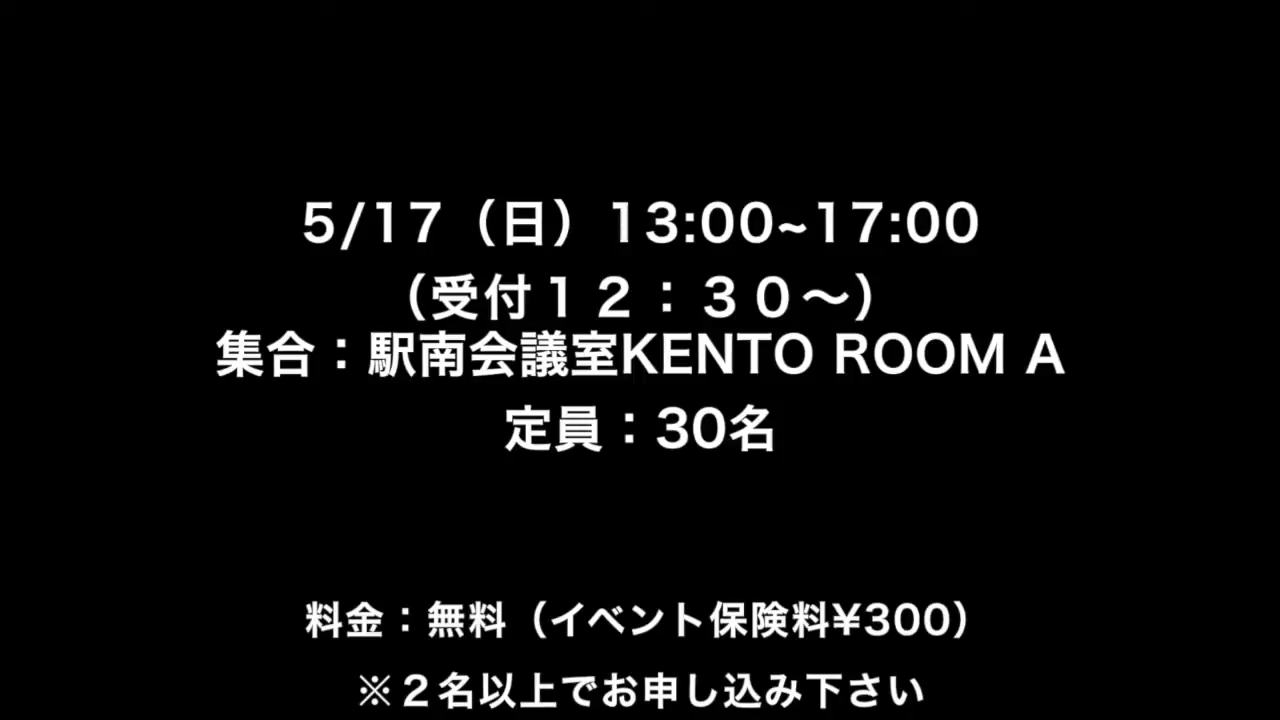 5/17（日）13:00~17:00
（受付１２：３０〜）
集合：駅南会議室KENTO ROOM A
定員：30名
料金：無料（イベント保険料¥300）
※２名以上でお申し込み下さい